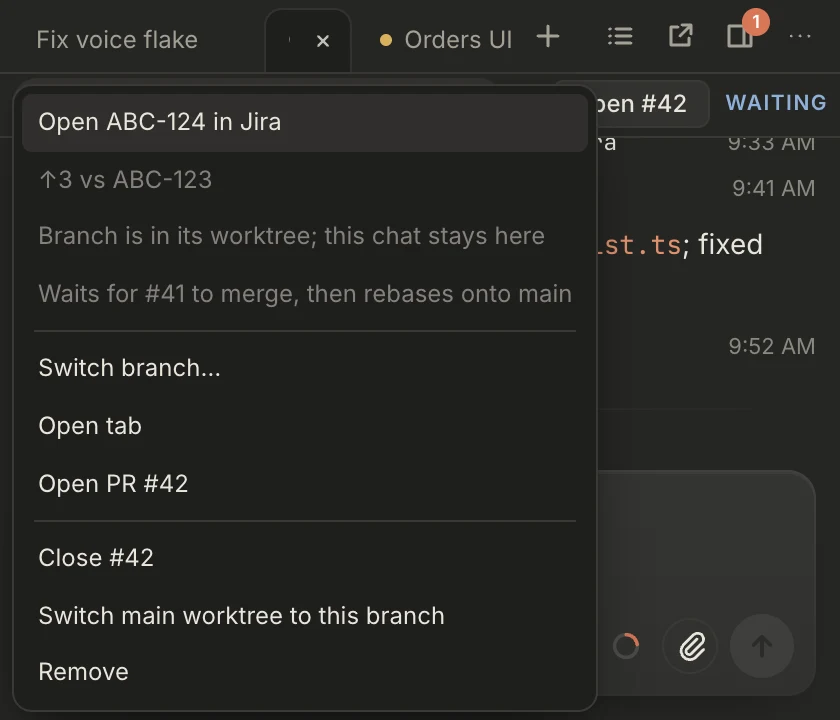 Fix voice flake
Orders UI
1
Open #42
WAITING
Open ABC-124 in Jira
9:33 AM
↑3 vs ABC-123
9:41 AM
Branch is in its worktree; this chat stays here
st.ts; fixed
Waits for #41 to merge, then rebases onto main
9:52 AM
Switch branch...
Open tab
Open PR #42
Close #42
Switch main worktree to this branch
Remove